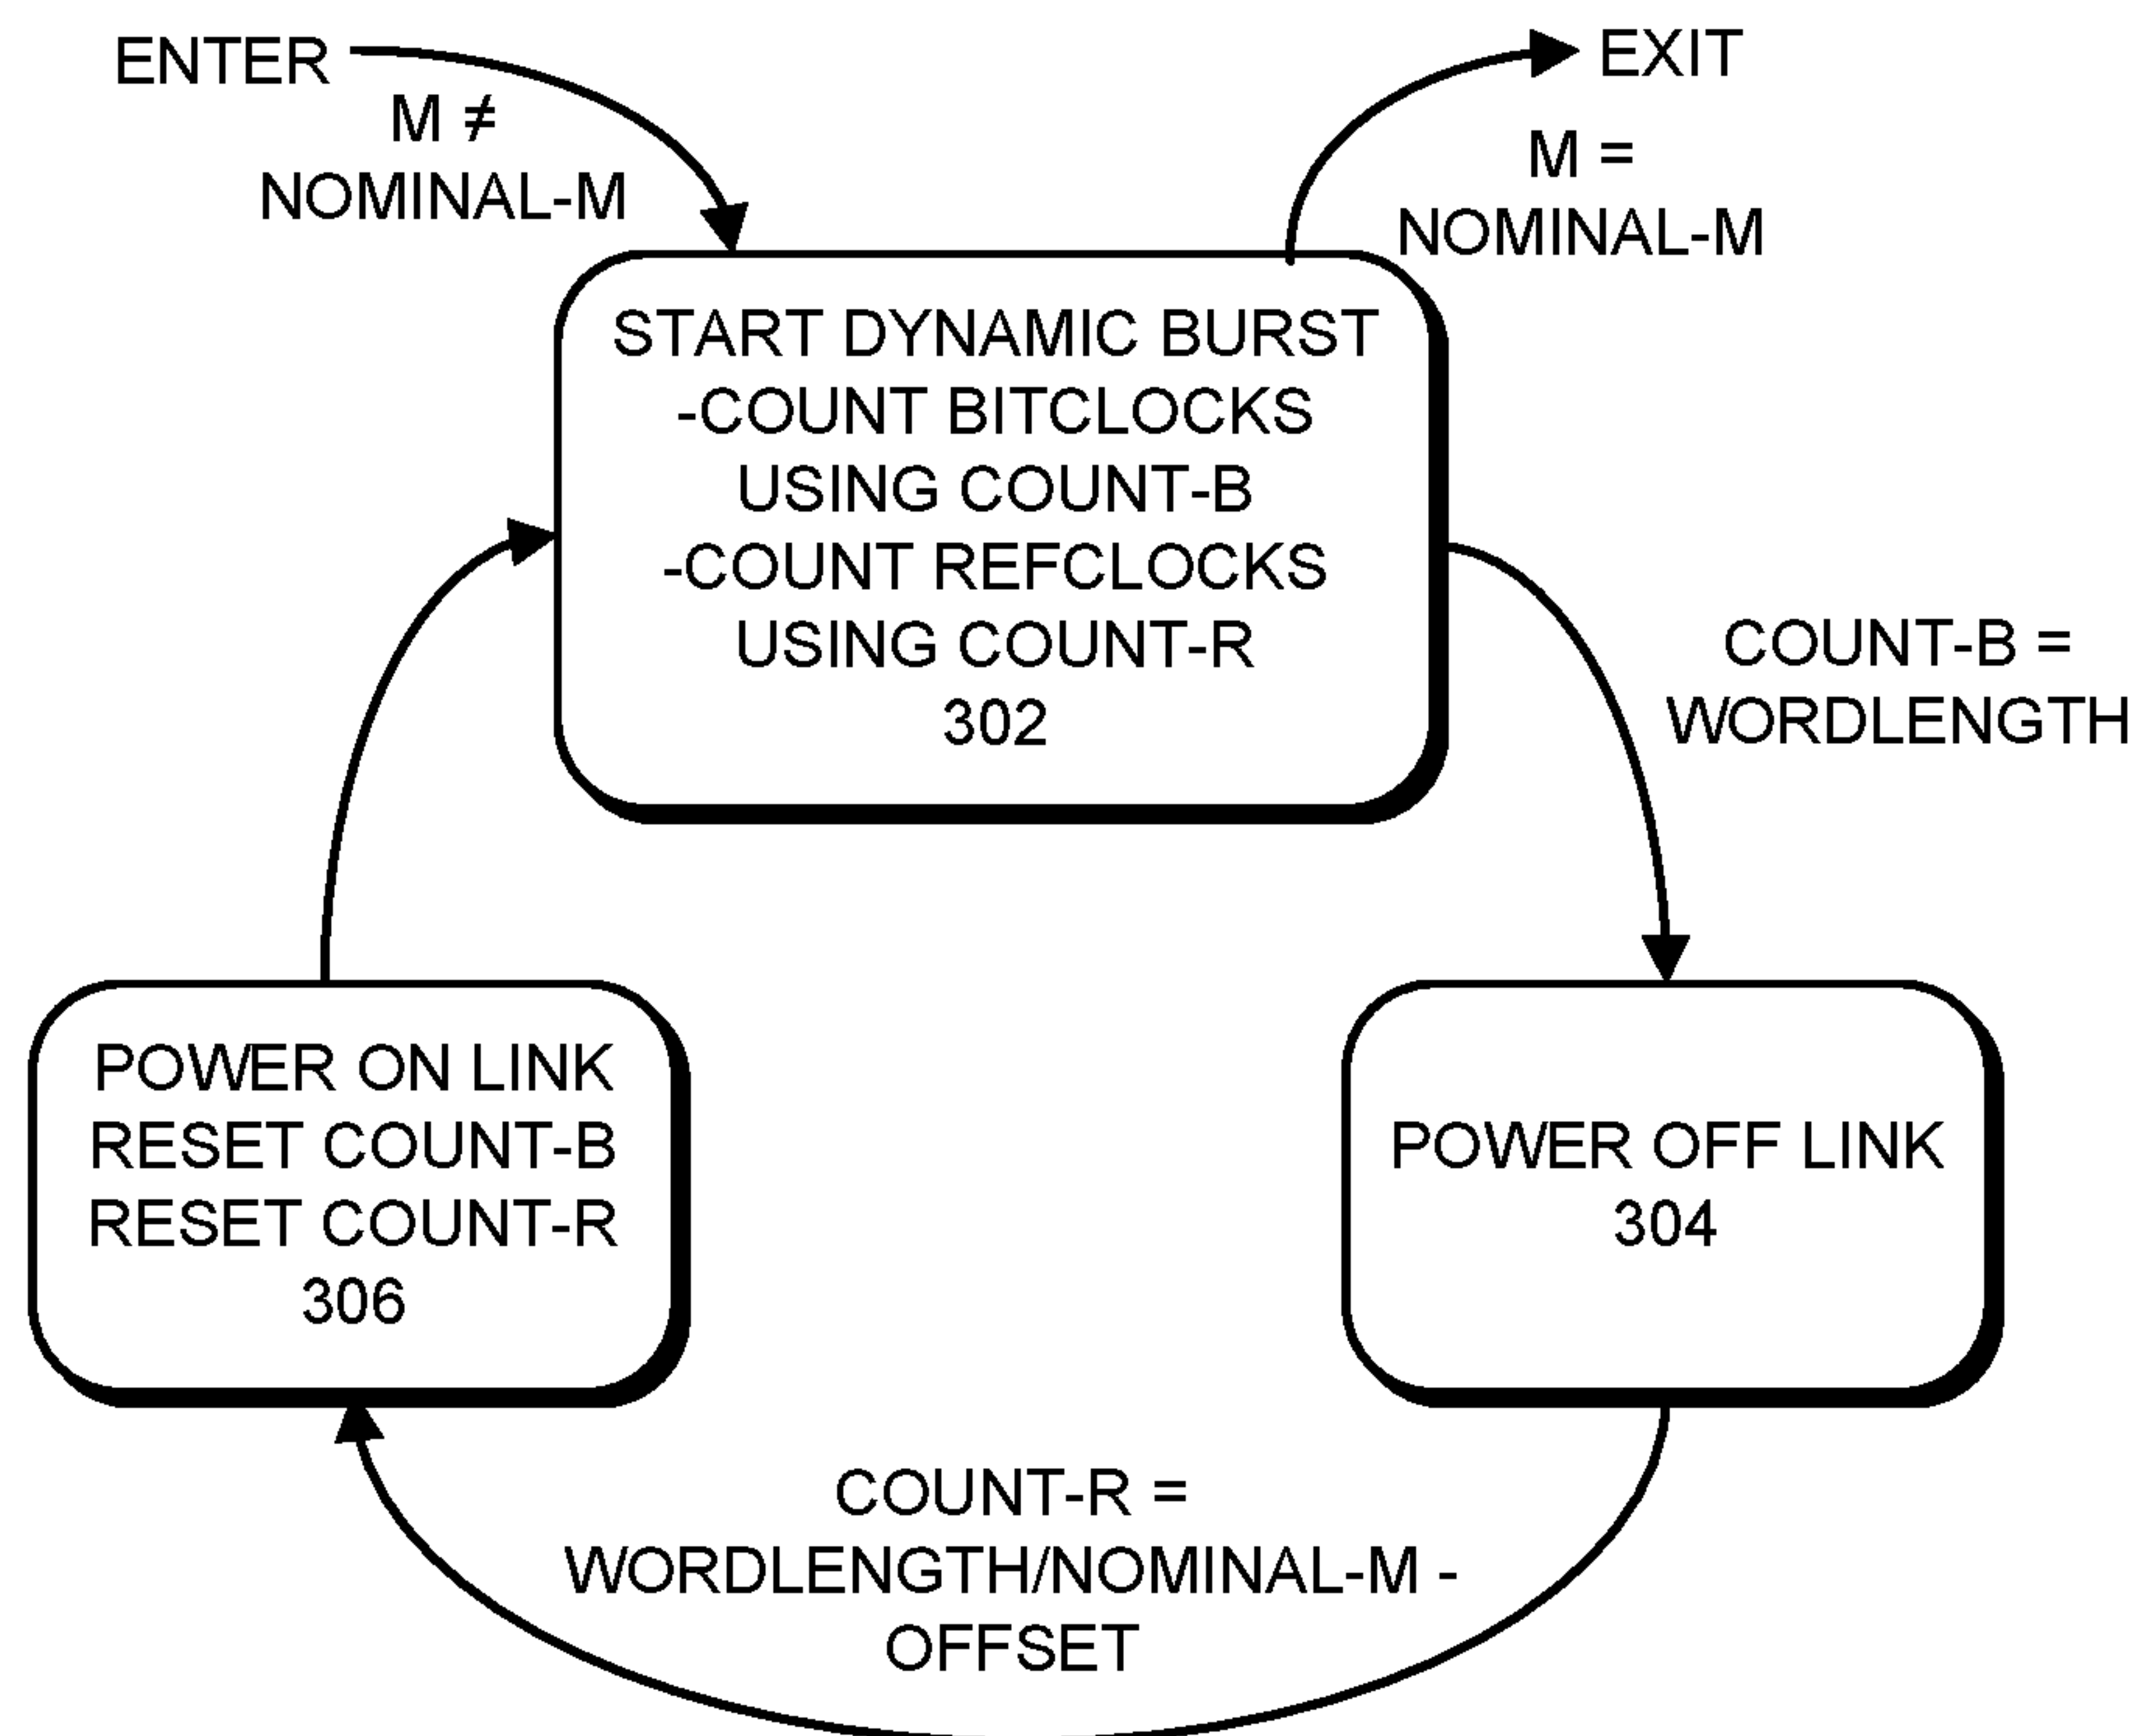 ENTER
M ≠
NOMINAL-M
EXIT
M =
NOMINAL-M
START DYNAMIC BURST
-COUNT BITCLOCKS
USING COUNT-B
-COUNT REFCLOCKS
USING COUNT-R
302
COUNT-B =
WORDLENGTH
POWER ON LINK
RESET COUNT-B
RESET COUNT-R
306
POWER OFF LINK
304
COUNT-R =
WORDLENGTH/NOMINAL-M -
OFFSET